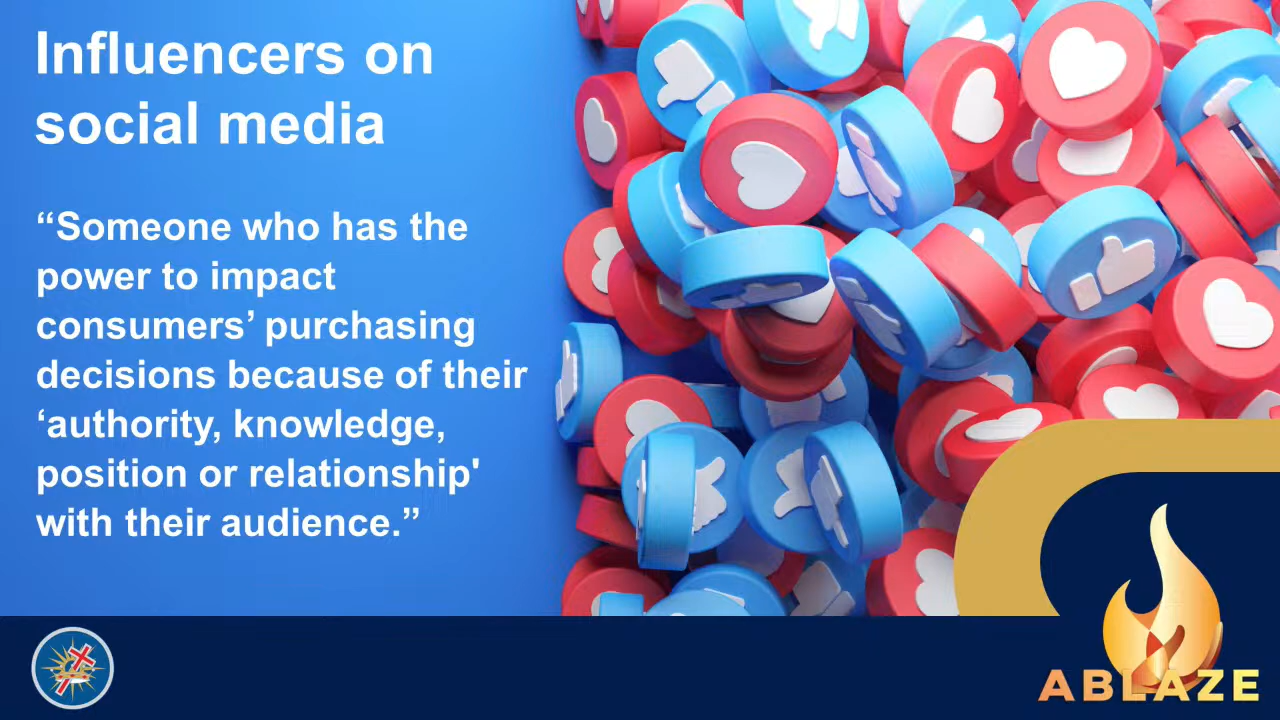 Influencers on
social media
“Someone who has the
power to impact
consumers’ purchasing
decisions because of their
‘authority, knowledge,
position or relationship'
with their audience.”
ABLAZE